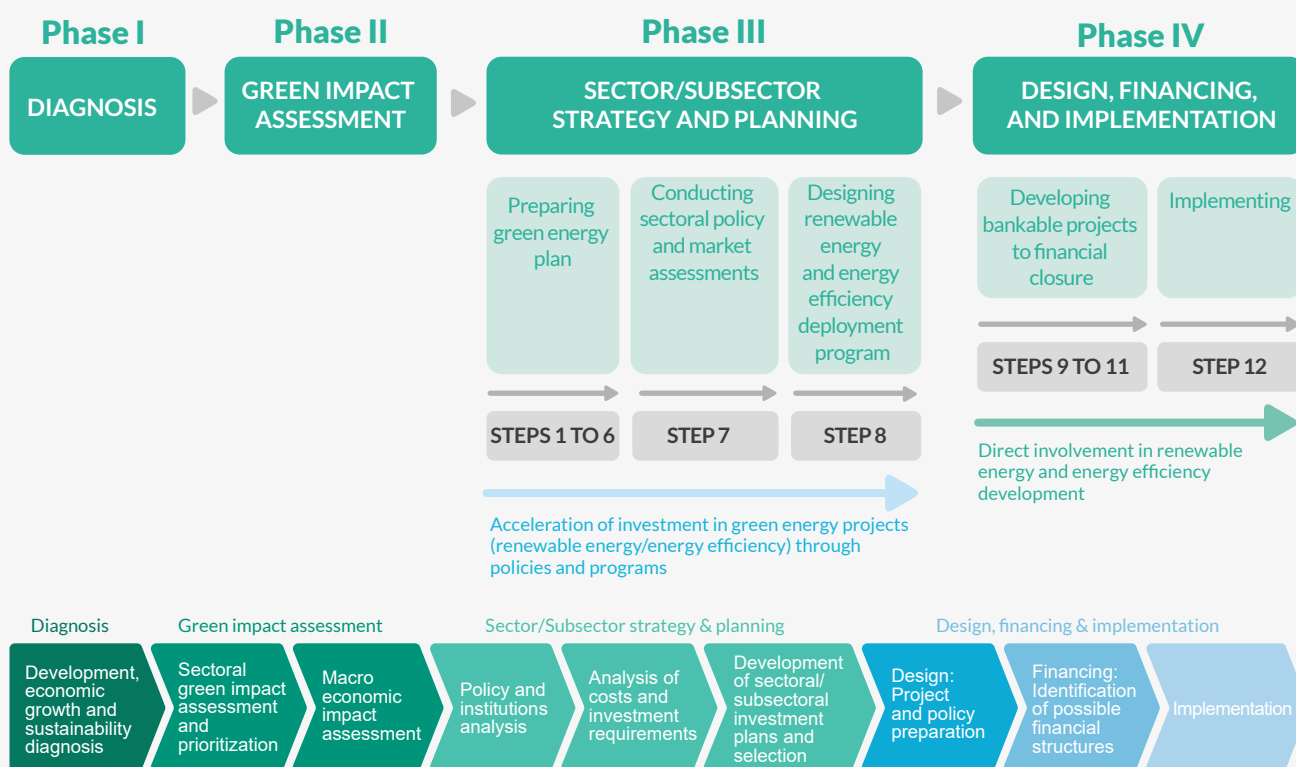 Phase I
Phase II
Phase III
Phase IV
DIAGNOSIS
GREEN IMPACT
ASSESSMENT
SECTOR/SUBSECTOR
STRATEGY AND PLANNING
DESIGN, FINANCING,
AND IMPLEMENTATION
Preparing
green energy
plan
Conducting
sectoral policy
and market
assessments
Designing
renewable
energy
and energy
efficiency
deployment
program
Developing
bankable projects
to financial
closure
Implementing
STEPS 1 TO 6
STEP 7
STEP 8
STEPS 9 TO 11
STEP 12
Acceleration of investment in green energy projects
(renewable energy/energy efficiency) through
policies and programs
Direct involvement in renewable
energy and energy efficiency
development
Diagnosis
Green impact assessment
Sector/Subsector strategy & planning
Design, financing & implementation
Development,
economic
growth and
sustainability
diagnosis
Sectoral
green impact
assessment
and
prioritization
Macro
economic
impact
assessment
Policy and
institutions
analysis
Analysis of
costs and
investment
requirements
Development
of sectoral/
subsectoral
investment
plans and
selection
Design:
Project
and policy
preparation
Financing:
Identification
of possible
financial
structures
Implementation